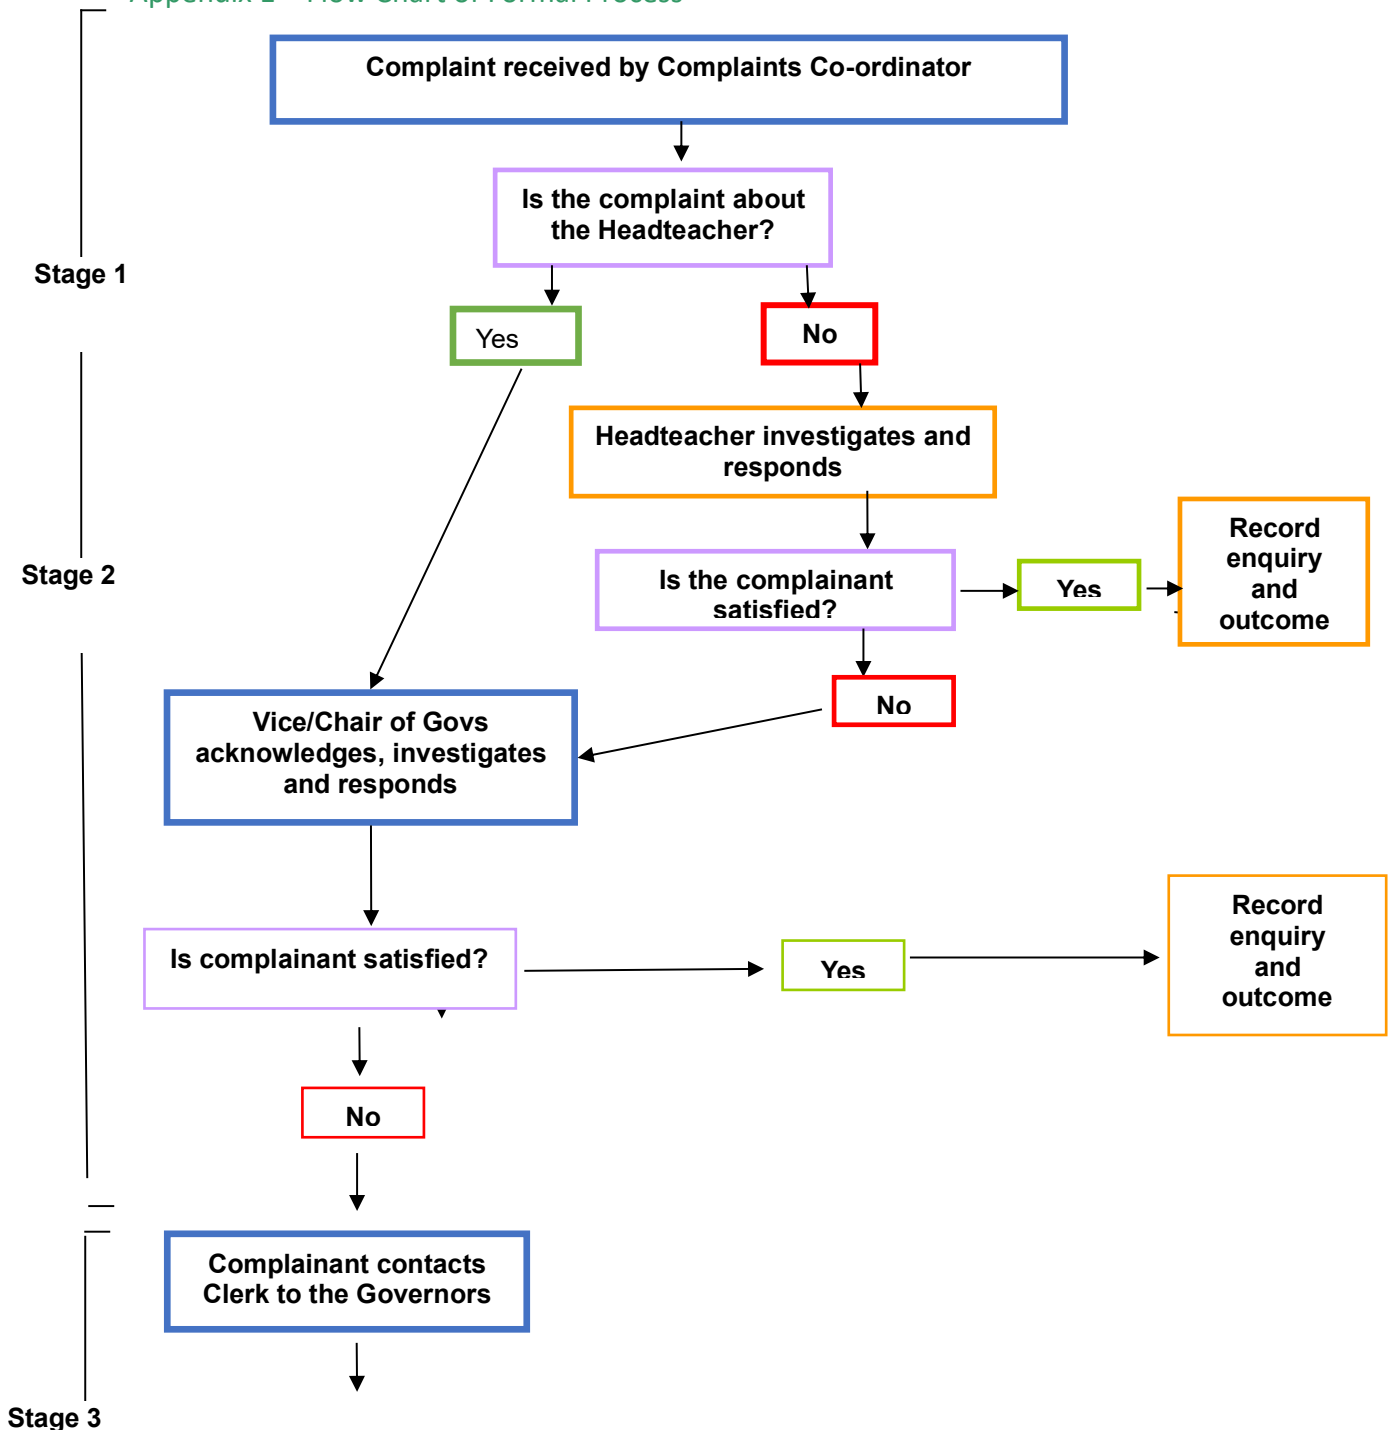 Complaint received by Complaints Co-ordinator
Is the complaint about
the Headteacher?
Stage 1
Yes
No
Headteacher investigates and
responds
Stage 2
Is the complainant
satisfied?
Yes
Record
enquiry
and
outcome
No
Vice/Chair of Govs
acknowledges, investigates
and responds
Is complainant satisfied?
Yes
Record
enquiry
and
outcome
No
Complainant contacts
Clerk to the Governors
Stage 3